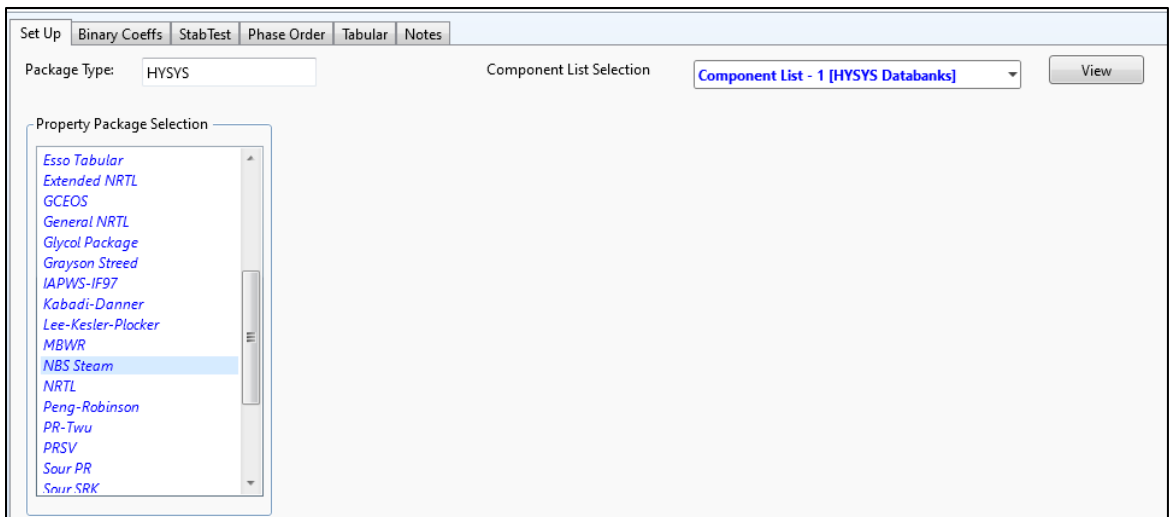 Set Up Binary Coeffs StabTest Phase Order Tabular Notes
Package Type: HYSYS Component List Selection Component List - 1 [HYSYS Databanks] View
Property Package Selection
Esso Tabular
Extended NRTL
GCEOS
General NRTL
Glycol Package
Grayson Streed
IAPWS-IF97
Kabadi-Danner
Lee-Kesler-Plocker
MBWR
NBS Steam
NRTL
Peng-Robinson
PR-Twu
PRSV
Sour PR
Sour SRK